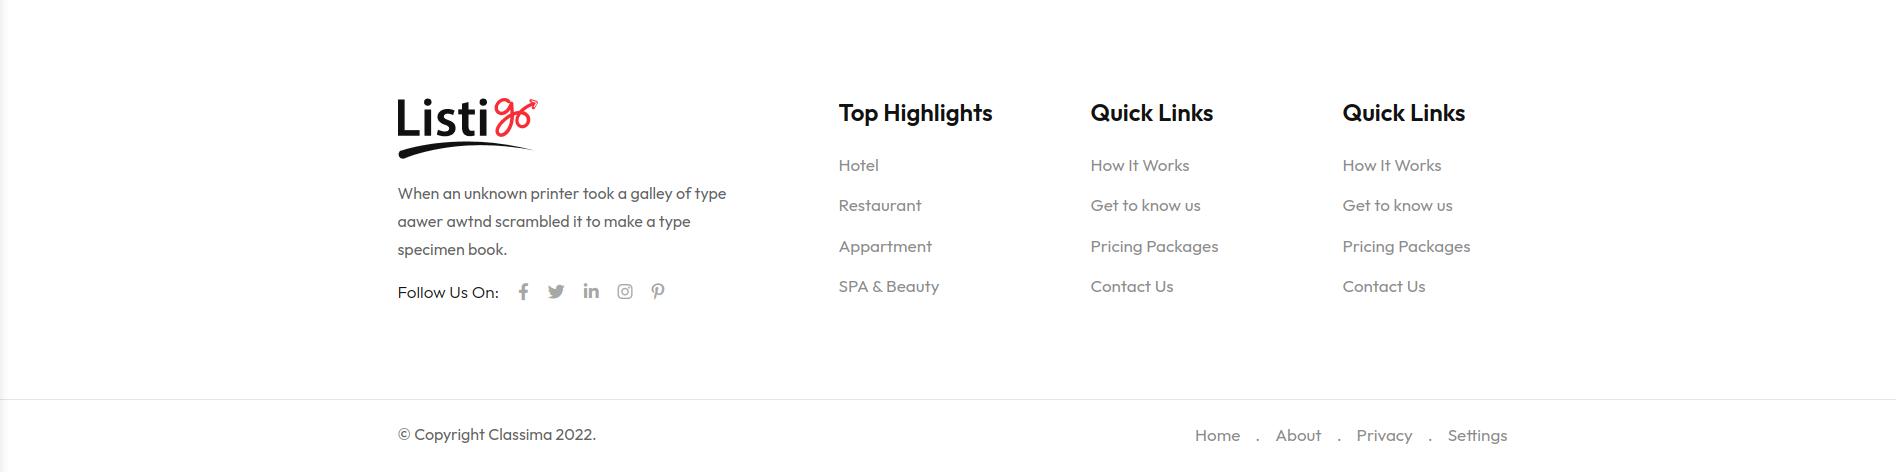 Listigo
When an unknown printer took a galley of type
aawer awtnd scrambled it to make a type
specimen book.
Follow Us On:
Top Highlights
Hotel
Restaurant
Appartment
SPA & Beauty
Quick Links
How It Works
Get to know us
Pricing Packages
Contact Us
Quick Links
How It Works
Get to know us
Pricing Packages
Contact Us
© Copyright Classima 2022.
Home . About . Privacy . Settings